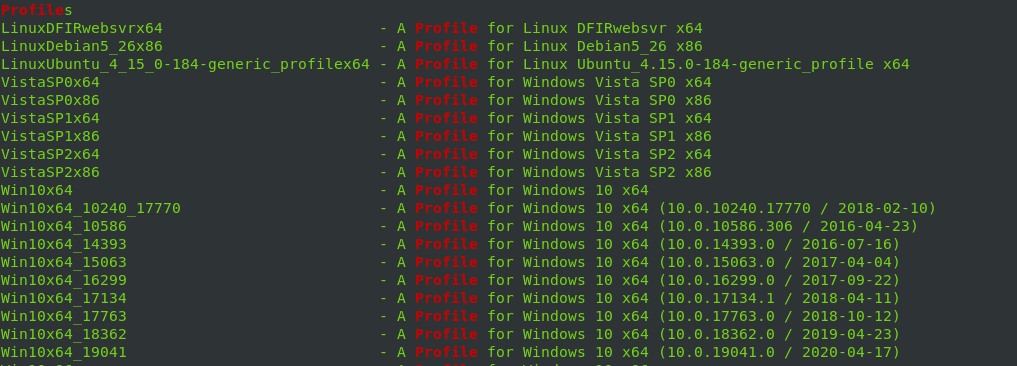 Profiles
LinuxDFIRwebsvrx64 - A Profile for Linux DFIRwebsvr x64
LinuxDebian5_26x86 - A Profile for Linux Debian5_26 x86
LinuxUbuntu_4_15_0-184-generic_profilex64 - A Profile for Linux Ubuntu_4.15.0-184-generic_profile x64
VistaSP0x64 - A Profile for Windows Vista SP0 x64
VistaSP0x86 - A Profile for Windows Vista SP0 x86
VistaSP1x64 - A Profile for Windows Vista SP1 x64
VistaSP1x86 - A Profile for Windows Vista SP1 x86
VistaSP2x64 - A Profile for Windows Vista SP2 x64
VistaSP2x86 - A Profile for Windows Vista SP2 x86
Win10x64 - A Profile for Windows 10 x64
Win10x64_10240_17770 - A Profile for Windows 10 x64 (10.0.10240.17770 / 2018-02-10)
Win10x64_10586 - A Profile for Windows 10 x64 (10.0.10586.306 / 2016-04-23)
Win10x64_14393 - A Profile for Windows 10 x64 (10.0.14393.0 / 2016-07-16)
Win10x64_15063 - A Profile for Windows 10 x64 (10.0.15063.0 / 2017-04-04)
Win10x64_16299 - A Profile for Windows 10 x64 (10.0.16299.0 / 2017-09-22)
Win10x64_17134 - A Profile for Windows 10 x64 (10.0.17134.1 / 2018-04-11)
Win10x64_17763 - A Profile for Windows 10 x64 (10.0.17763.0 / 2018-10-12)
Win10x64_18362 - A Profile for Windows 10 x64 (10.0.18362.0 / 2019-04-23)
Win10x64_19041 - A Profile for Windows 10 x64 (10.0.19041.0 / 2020-04-17)